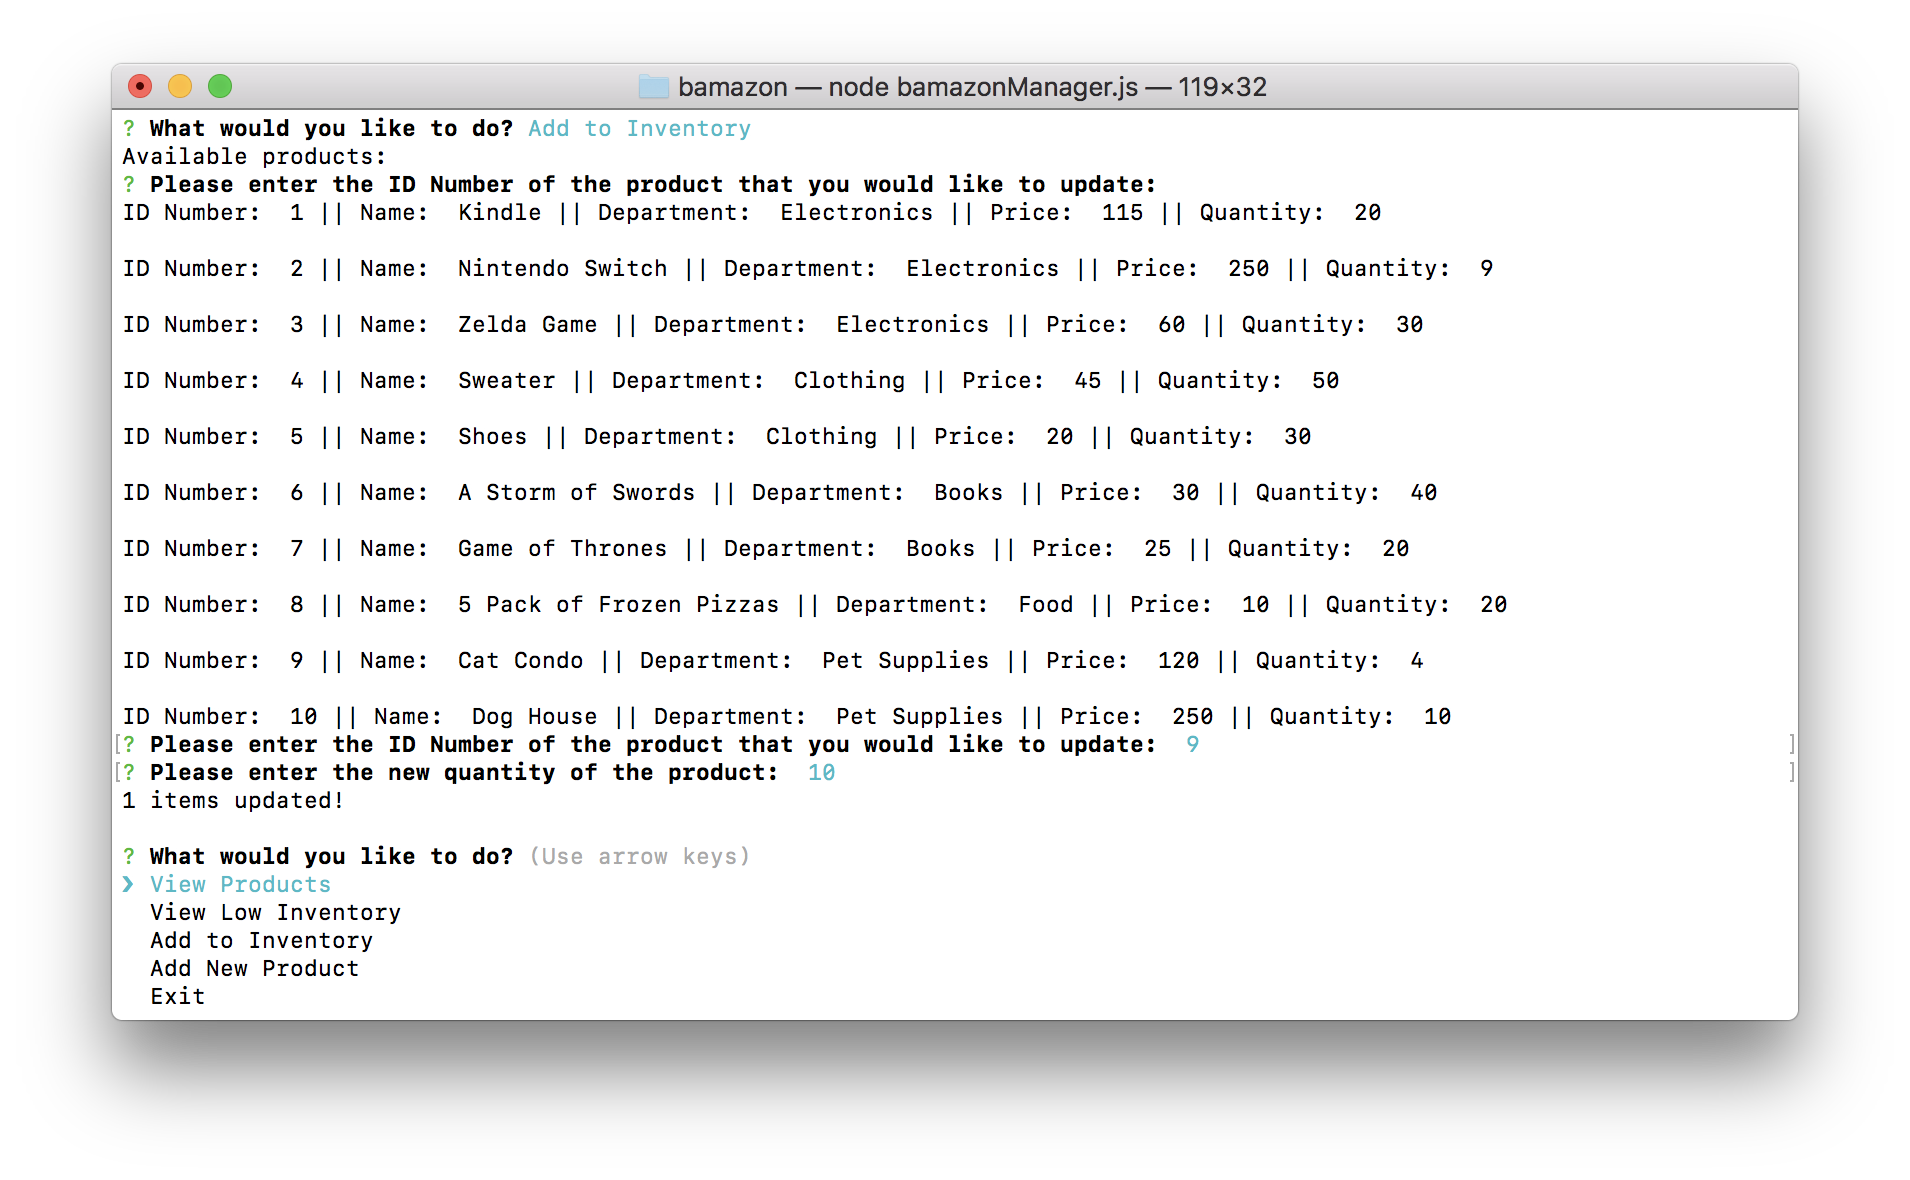 bamazon — node bamazonManager.js — 119×32
? What would you like to do? Add to Inventory
Available products:
? Please enter the ID Number of the product that you would like to update:
ID Number:  1 || Name:  Kindle || Department:  Electronics || Price:  115 || Quantity:  20
ID Number:  2 || Name:  Nintendo Switch || Department:  Electronics || Price:  250 || Quantity:  9
ID Number:  3 || Name:  Zelda Game || Department:  Electronics || Price:  60 || Quantity:  30
ID Number:  4 || Name:  Sweater || Department:  Clothing || Price:  45 || Quantity:  50
ID Number:  5 || Name:  Shoes || Department:  Clothing || Price:  20 || Quantity:  30
ID Number:  6 || Name:  A Storm of Swords || Department:  Books || Price:  30 || Quantity:  40
ID Number:  7 || Name:  Game of Thrones || Department:  Books || Price:  25 || Quantity:  20
ID Number:  8 || Name:  5 Pack of Frozen Pizzas || Department:  Food || Price:  10 || Quantity:  20
ID Number:  9 || Name:  Cat Condo || Department:  Pet Supplies || Price:  120 || Quantity:  4
ID Number:  10 || Name:  Dog House || Department:  Pet Supplies || Price:  250 || Quantity:  10
[? Please enter the ID Number of the product that you would like to update:  9 ]
[? Please enter the new quantity of the product:  10 ]
1 items updated!
? What would you like to do? (Use arrow keys)
❯ View Products
View Low Inventory
Add to Inventory
Add New Product
Exit